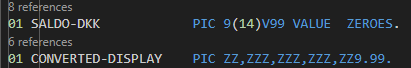 8 references
01 SALDO-DKK PIC 9(14)V99 VALUE ZEROES.
6 references
01 CONVERTED-DISPLAY PIC ZZ,ZZZ,ZZZ,ZZZ,ZZ9.99.